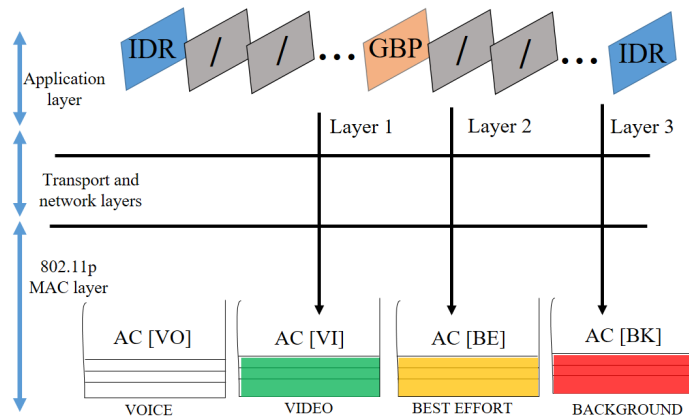 IDR / / ... GBP / / ... IDR
Application
layer
Layer 1 Layer 2 Layer 3
Transport and
network layers
802.11p
MAC layer
AC [VO] AC [VI] AC [BE] AC [BK]
VOICE VIDEO BEST EFFORT BACKGROUND